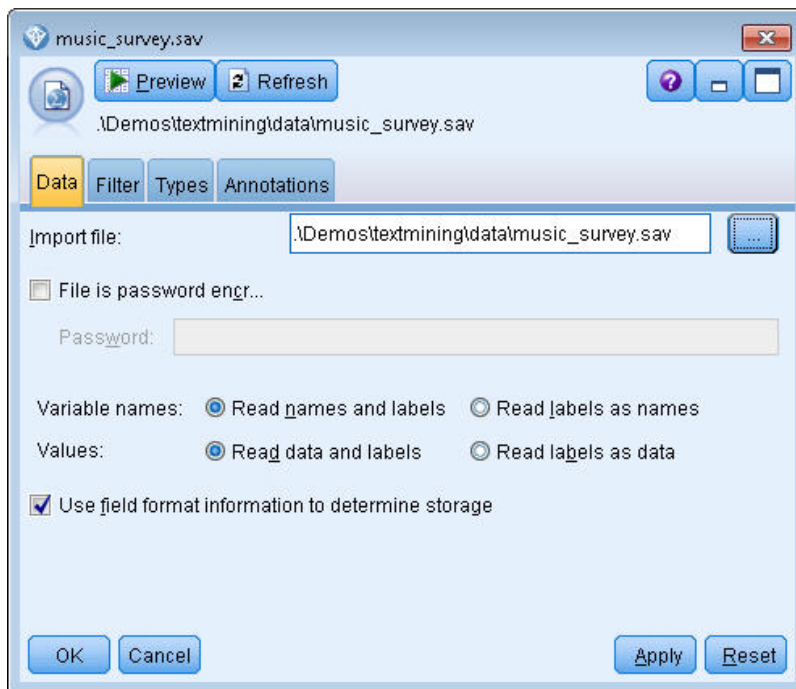 music_survey.sav
Preview Refresh
.\Demos\textmining\data\music_survey.sav
Data Filter Types Annotations
Import file: .\Demos\textmining\data\music_survey.sav ...
File is password encr...
Password:
Variable names: Read names and labels Read labels as names
Values: Read data and labels Read labels as data
Use field format information to determine storage
OK Cancel Apply Reset